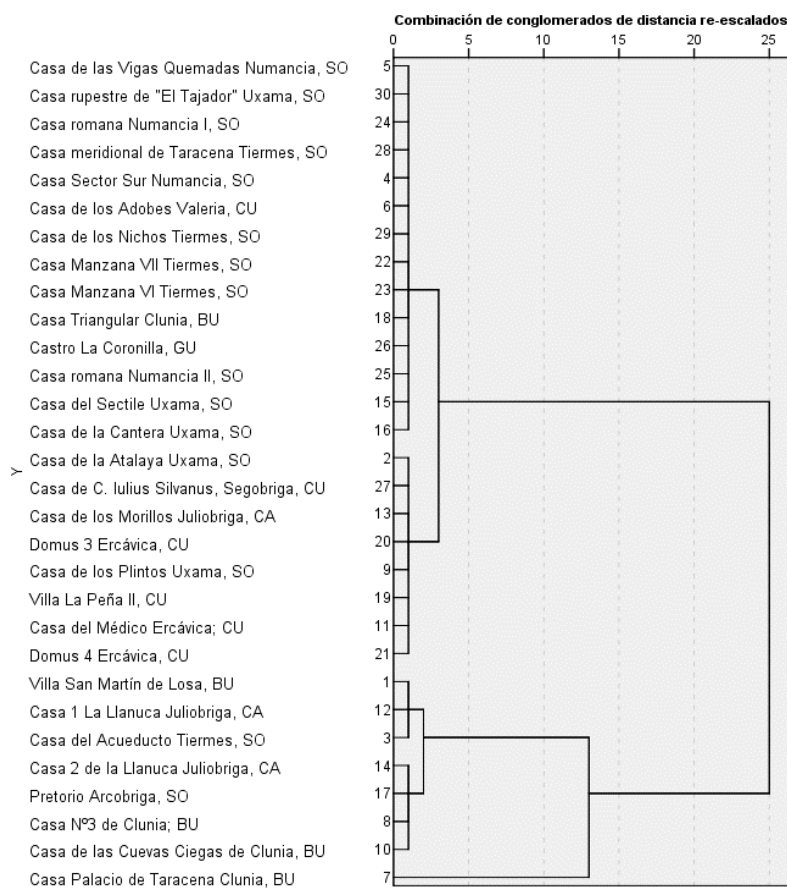 Combinación de conglomerados de distancia re-escalados
0 5 10 15 20 25
Casa de las Vigas Quemadas Numancia, SO 5
Casa rupestre de "El Tajador" Uxama, SO 30
Casa romana Numancia I, SO 24
Casa meridional de Taracena Tiermes, SO 28
Casa Sector Sur Numancia, SO 4
Casa de los Adobes Valeria, CU 6
Casa de los Nichos Tiermes, SO 29
Casa Manzana VII Tiermes, SO 22
Casa Manzana VI Tiermes, SO 23
Casa Triangular Clunia, BU 18
Castro La Coronilla, GU 26
Casa romana Numancia II, SO 25
Casa del Sectile Uxama, SO 15
Casa de la Cantera Uxama, SO 16
Casa de la Atalaya Uxama, SO 2
Y
Casa de C. Iulius Silvanus, Segobriga, CU 27
Casa de los Morillos Juliobriga, CA 13
Domus 3 Ercávica, CU 20
Casa de los Plintos Uxama, SO 9
Villa La Peña II, CU 19
Casa del Médico Ercávica; CU 11
Domus 4 Ercávica, CU 21
Villa San Martín de Losa, BU 1
Casa 1 La Llanuca Juliobriga, CA 12
Casa del Acueducto Tiermes, SO 3
Casa 2 de la Llanuca Juliobriga, CA 14
Pretorio Arcobriga, SO 17
Casa Nº3 de Clunia; BU 8
Casa de las Cuevas Ciegas de Clunia, BU 10
Casa Palacio de Taracena Clunia, BU 7